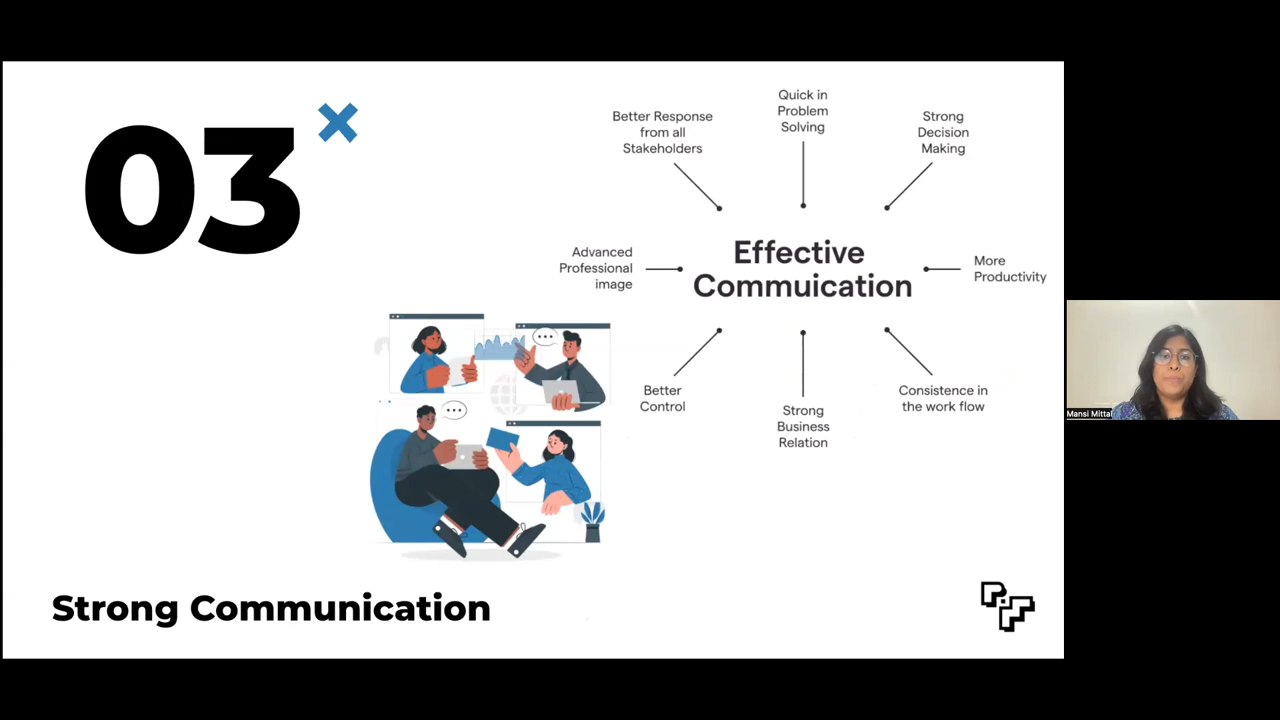 03
Better Response
from all
Stakeholders
Quick in
Problem
Solving
Strong
Decision
Making
Advanced
Professional
image
Effective
Commuication
More
Productivity
Better
Control
Strong
Business
Relation
Consistence in
the work flow
Strong Communication
Mansi Mittal